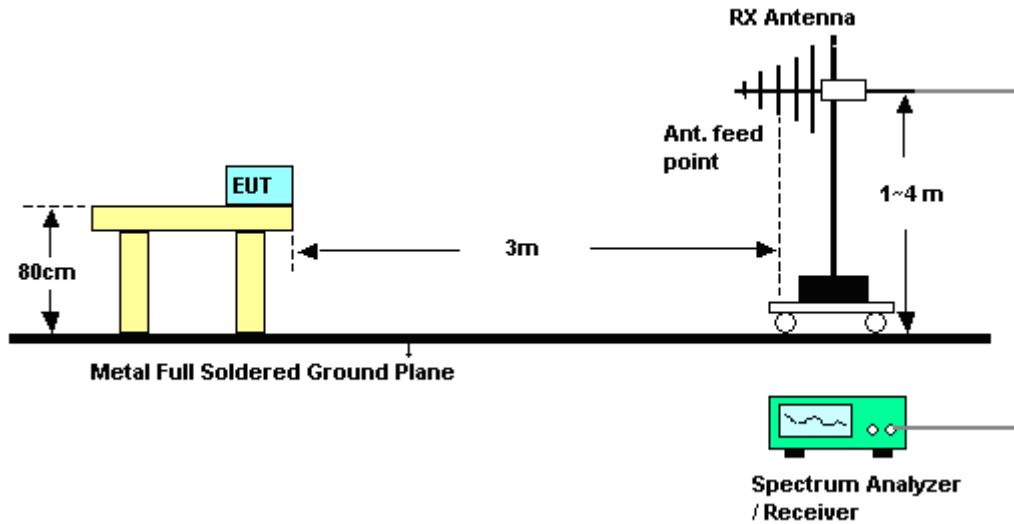 RX Antenna
Ant. feed
point
1~4 m
EUT
3m
80cm
Metal Full Soldered Ground Plane
Spectrum Analyzer
/ Receiver